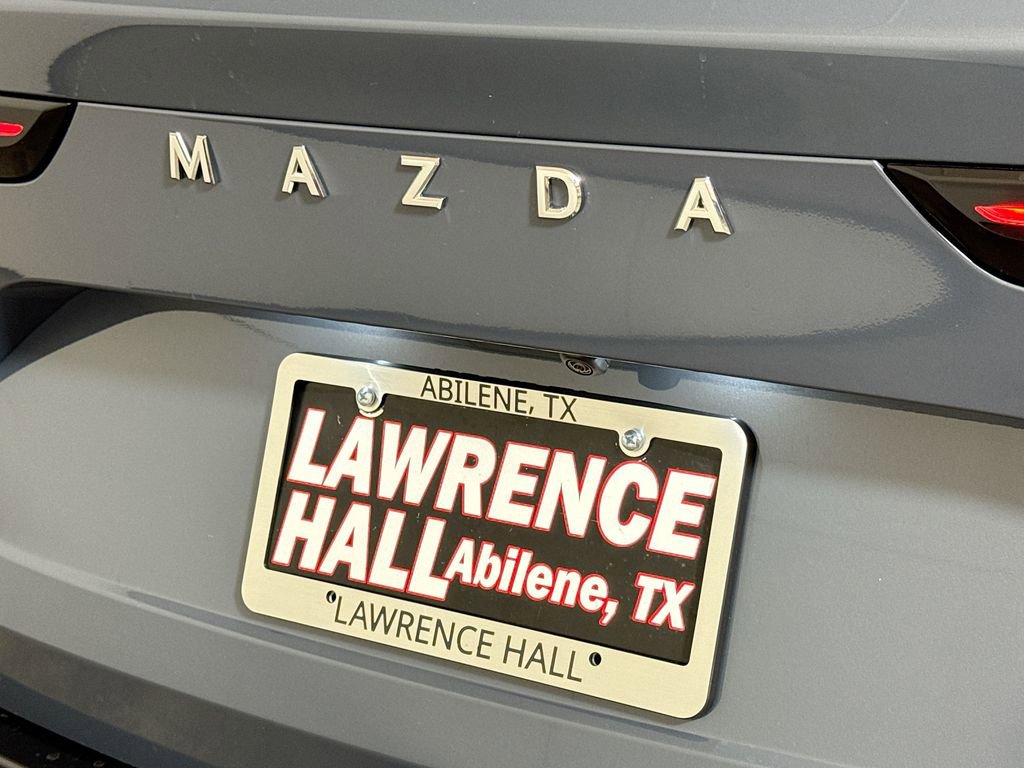 MAZDA
ABILENE, TX
LAWRENCE
HALL Abilene, TX
LAWRENCE HALL